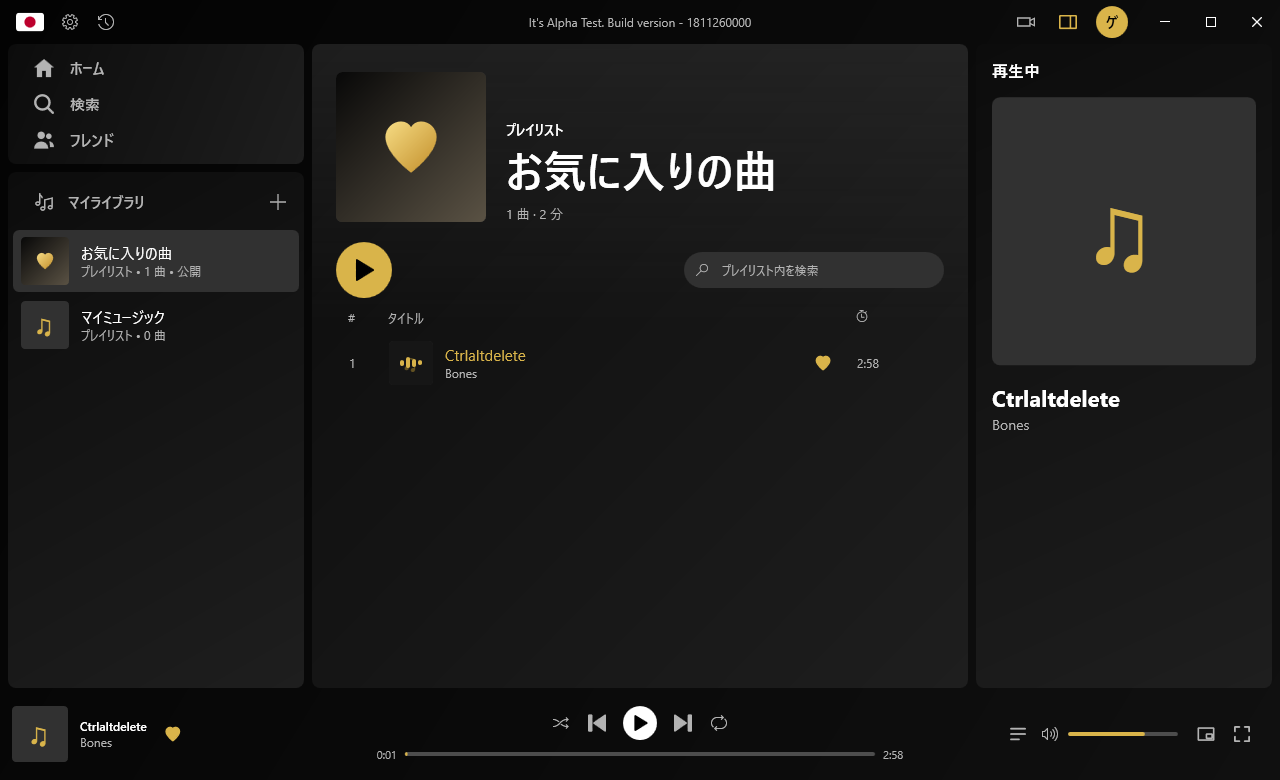 It's Alpha Test. Build version - 1811260000
ゲ
ホーム
検索
フレンド
マイライブラリ
お気に入りの曲
プレイリスト • 1 曲 • 公開
マイミュージック
プレイリスト • 0 曲
プレイリスト
お気に入りの曲
1 曲 · 2 分
プレイリスト内を検索
# タイトル
1 Ctrlaltdelete 2:58
Bones
再生中
Ctrlaltdelete
Bones
Ctrlaltdelete
Bones
0:01 2:58